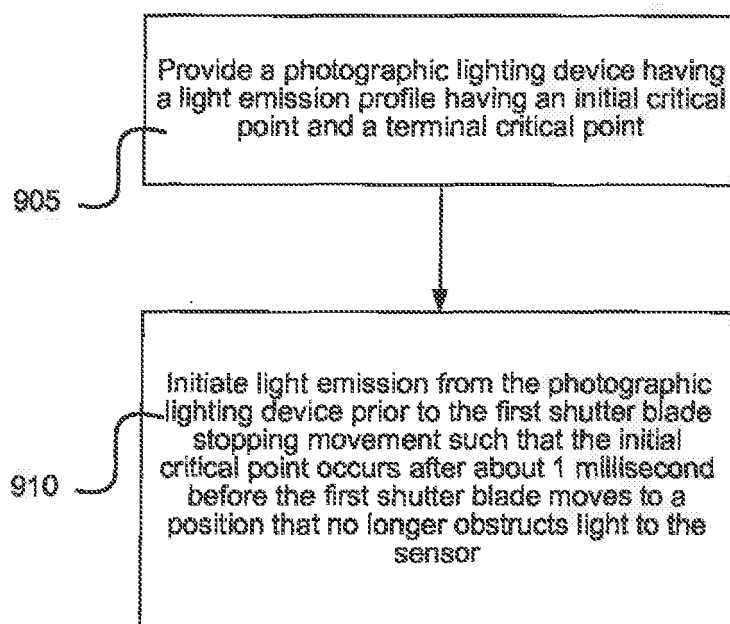 Provide a photographic lighting device having
a light emission profile having an initial critical
point and a terminal critical point
905
Initiate light emission from the photographic
lighting device prior to the first shutter blade
stopping movement such that the initial
critical point occurs after about 1 millisecond
before the first shutter blade moves to a
position that no longer obstructs light to the
sensor
910